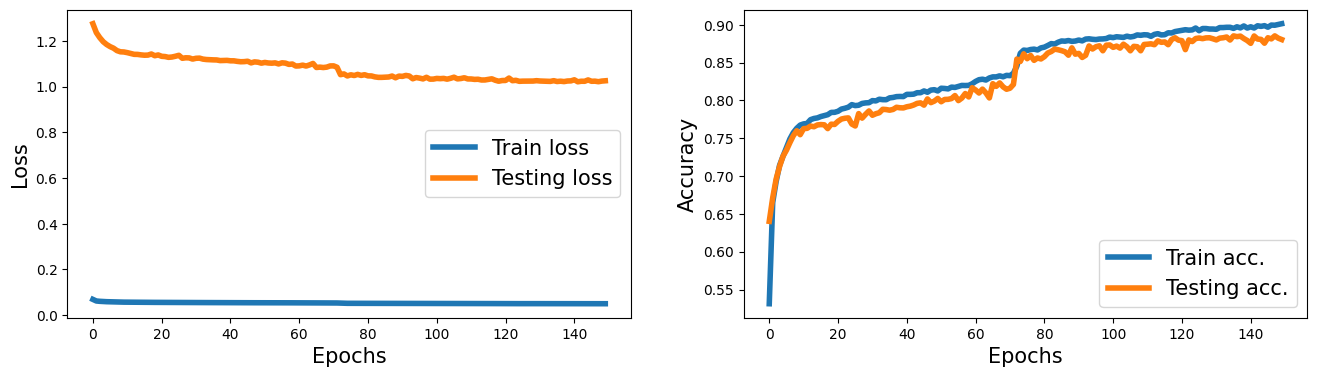 Loss
1.2
1.0
0.8
0.6
0.4
0.2
0.0
Train loss
Testing loss
0 20 40 60 80 100 120 140
Epochs
Accuracy
0.90
0.85
0.80
0.75
0.70
0.65
0.60
0.55
Train acc.
Testing acc.
0 20 40 60 80 100 120 140
Epochs